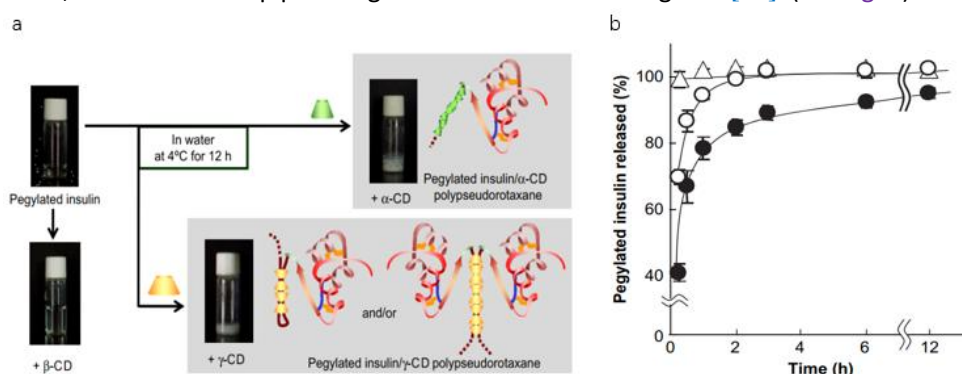 a
b
In water
at 4ºC for 12 h
Pegylated insulin
+ α-CD
Pegylated insulin/α-CD
polypseudorotaxane
+ β-CD
+ γ-CD
and/or
Pegylated insulin/γ-CD polypseudorotaxane
Pegylated insulin released (%)
100
80
60
40
0
0
2
4
6
12
Time (h)